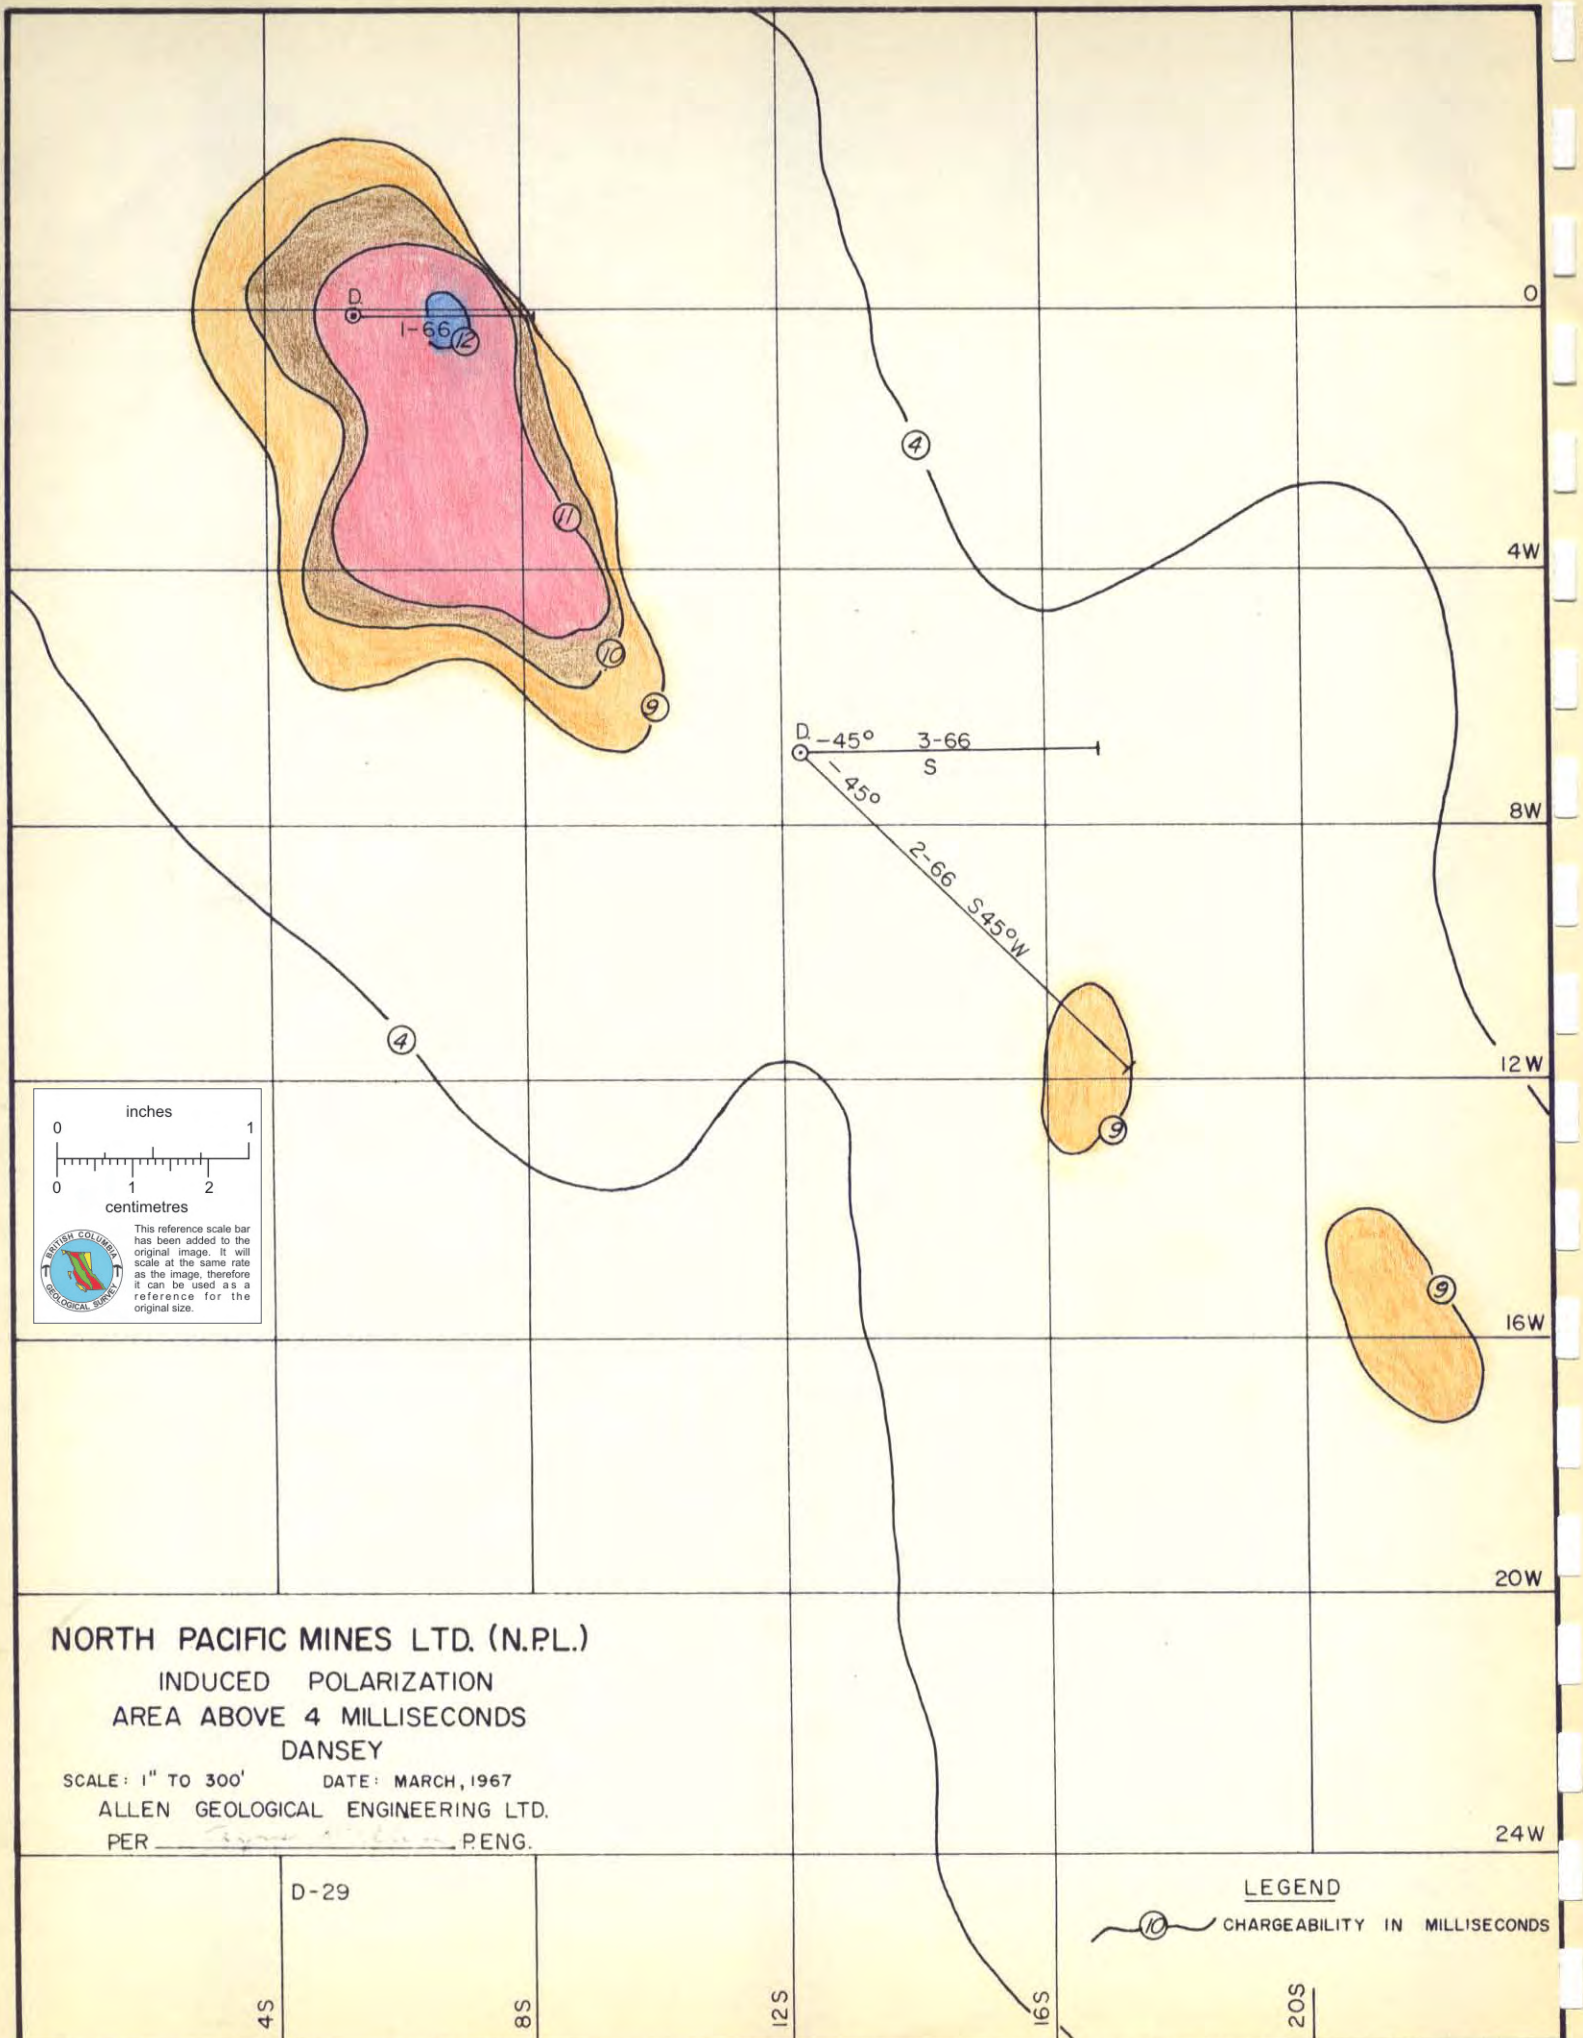 0
D.
1-66
12
4
11
4W
10
9
D. -45° 3-66
S
-45°
8W
2-66 S45°W
4
12W
9
inches
0 1
0 1 2
centimetres
This reference scale bar
has been added to the
original image. It will
scale at the same rate
as the image, therefore
it can be used as a
reference for the
original size.
BRITISH COLUMBIA
GEOLOGICAL SURVEY
9
16W
20W
NORTH PACIFIC MINES LTD. (N.P.L.)
INDUCED POLARIZATION
AREA ABOVE 4 MILLISECONDS
DANSEY
SCALE: 1" TO 300' DATE: MARCH, 1967
ALLEN GEOLOGICAL ENGINEERING LTD.
PER P.ENG.
24W
D-29
LEGEND
10 CHARGEABILITY IN MILLISECONDS
4S
8S
12S
16S
20S